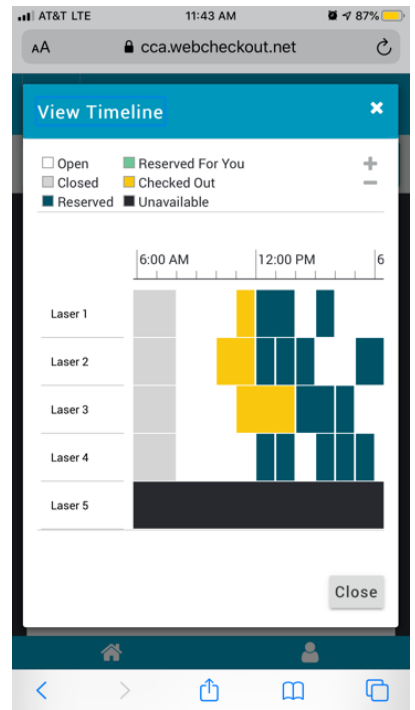 AT&T LTE 11:43 AM 87%
AA cca.webcheckout.net
View Timeline
Open Reserved For You
Closed Checked Out
Reserved Unavailable
6:00 AM 12:00 PM 6
Laser 1
Laser 2
Laser 3
Laser 4
Laser 5
Close